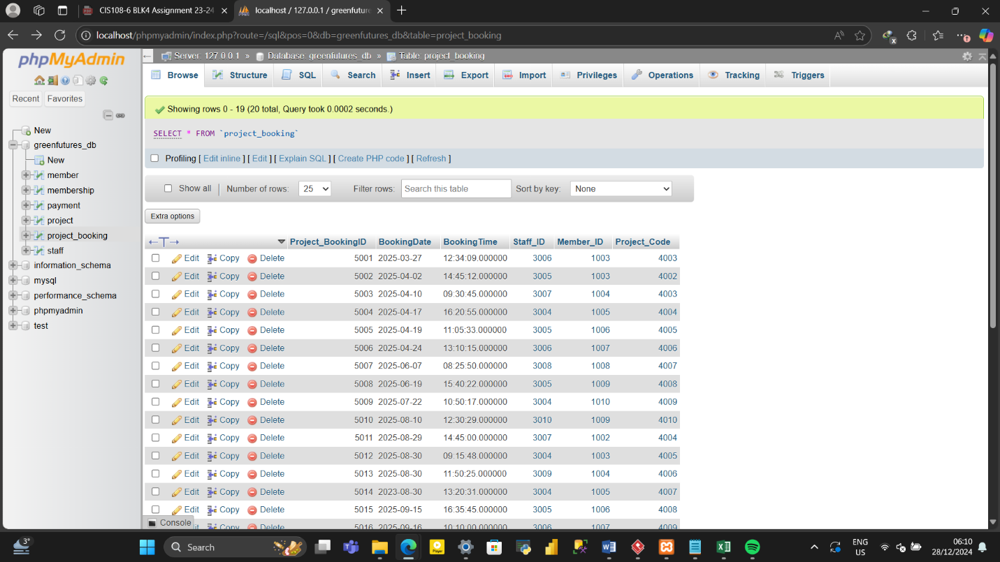 CIS108-6 BLK4 Assignment 23-24
localhost / 127.0.0.1 / greenfuture
localhost/phpmyadmin/index.php?route=/sql&pos=0&db=greenfutures_db&table=project_booking
phpMyAdmin
Recent Favorites
New
greenfutures_db
New
member
membership
payment
project
project_booking
staff
information_schema
mysql
performance_schema
phpmyadmin
test
Server: 127.0.0.1 » Database: greenfutures_db » Table: project_booking
Browse Structure SQL Search Insert Export Import Privileges Operations Tracking Triggers
Showing rows 0 - 19 (20 total, Query took 0.0002 seconds.)
SELECT * FROM `project_booking`
Profiling [ Edit inline ] [ Edit ] [ Explain SQL ] [ Create PHP code ] [ Refresh ]
Show all Number of rows: 25 Filter rows: Search this table Sort by key: None
Extra options
←T→ Project_BookingID BookingDate BookingTime Staff_ID Member_ID Project_Code
Edit Copy Delete 5001 2025-03-27 12:34:09.000000 3006 1003 4003
Edit Copy Delete 5002 2025-04-02 14:45:12.000000 3005 1003 4002
Edit Copy Delete 5003 2025-04-10 09:30:45.000000 3007 1004 4003
Edit Copy Delete 5004 2025-04-17 16:20:55.000000 3004 1005 4004
Edit Copy Delete 5005 2025-04-19 11:05:33.000000 3005 1006 4005
Edit Copy Delete 5006 2025-04-24 13:10:15.000000 3006 1007 4006
Edit Copy Delete 5007 2025-06-07 08:25:50.000000 3008 1008 4007
Edit Copy Delete 5008 2025-06-19 15:40:22.000000 3005 1009 4008
Edit Copy Delete 5009 2025-07-22 10:50:17.000000 3004 1010 4009
Edit Copy Delete 5010 2025-08-10 12:30:29.000000 3010 1009 4010
Edit Copy Delete 5011 2025-08-29 14:45:00.000000 3007 1002 4004
Edit Copy Delete 5012 2025-08-30 09:15:48.000000 3004 1003 4005
Edit Copy Delete 5013 2025-08-30 11:50:25.000000 3009 1004 4006
Edit Copy Delete 5014 2023-08-30 13:20:31.000000 3004 1005 4007
Edit Copy Delete 5015 2025-09-15 16:35:45.000000 3005 1006 4008
Console
Copy Delete 5016 2025-09-16 10:10:00.000000 3006 1007 4009
3°
Search
Player
ENG
US
06:10
28/12/2024